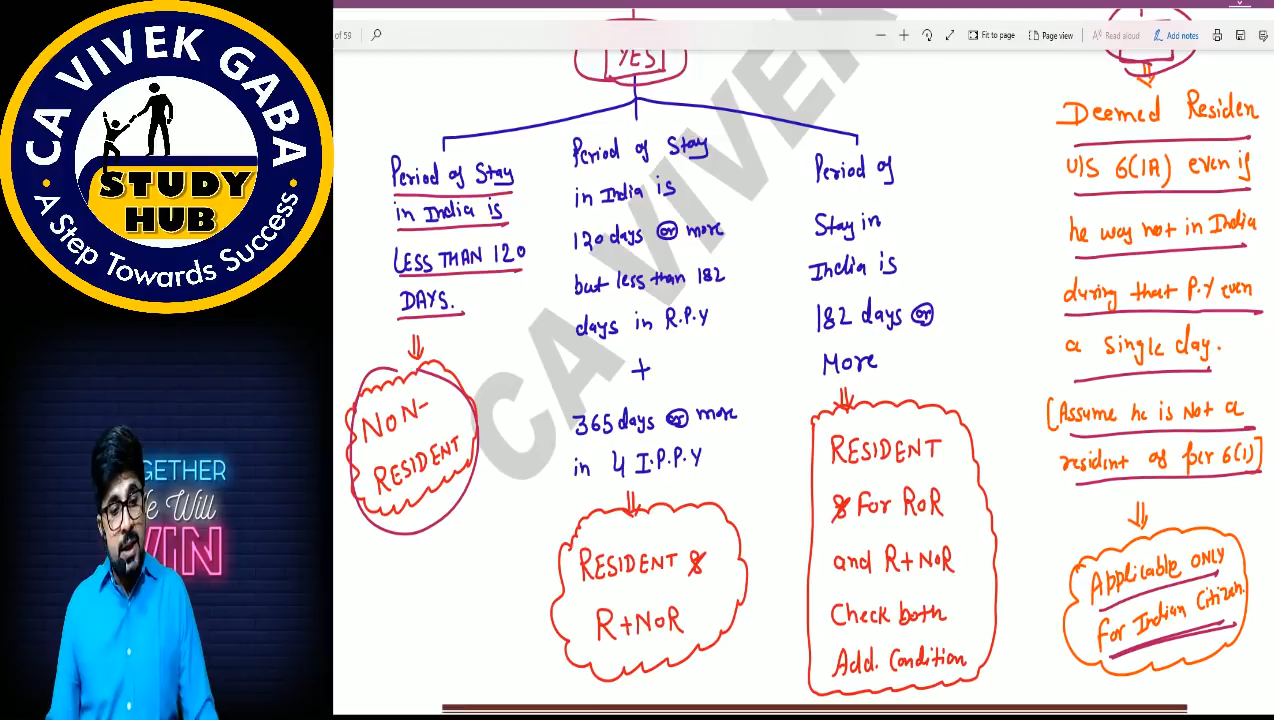 CA VIVEK GABA
STUDY
HUB
A Step Towards Success
TOGETHER
We Will
WIN
of 59
Fit to page
Page view
Read aloud
Add notes
YES
Period of Stay
in India is
LESS THAN 120
DAYS.
NON-
RESIDENT
Period of Stay
in India is
120 days or more
but less than 182
days in R.P.Y
+
365 days or more
in 4 I.P.P.Y
RESIDENT &
R+NOR
Period of
Stay in
India is
182 days or
More
RESIDENT
& For ROR
and R+NOR
Check both
Add. Condition
Deemed Residen
U/S 6(1A) even if
he way not in India
during that P.Y even
a single day.
[Assume he is Not a
resident as per 6(1)]
Applicable ONLY
for Indian Citizen.
CA VIVEK